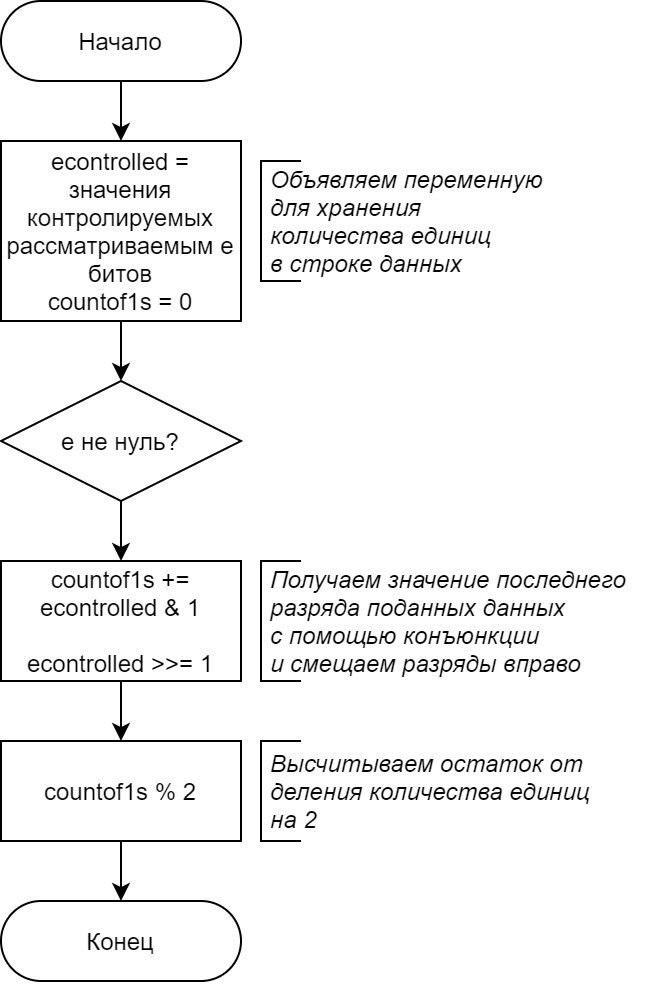 Начало
econtrolled =
значения
контролируемых
рассматриваемым е
битов
countof1s = 0
Объявляем переменную
для хранения
количества единиц
в строке данных
е не нуль?
countof1s +=
econtrolled & 1
econtrolled >>= 1
Получаем значение последнего
разряда поданных данных
с помощью конъюнкции
и смещаем разряды вправо
countof1s % 2
Высчитываем остаток от
деления количества единиц
на 2
Конец